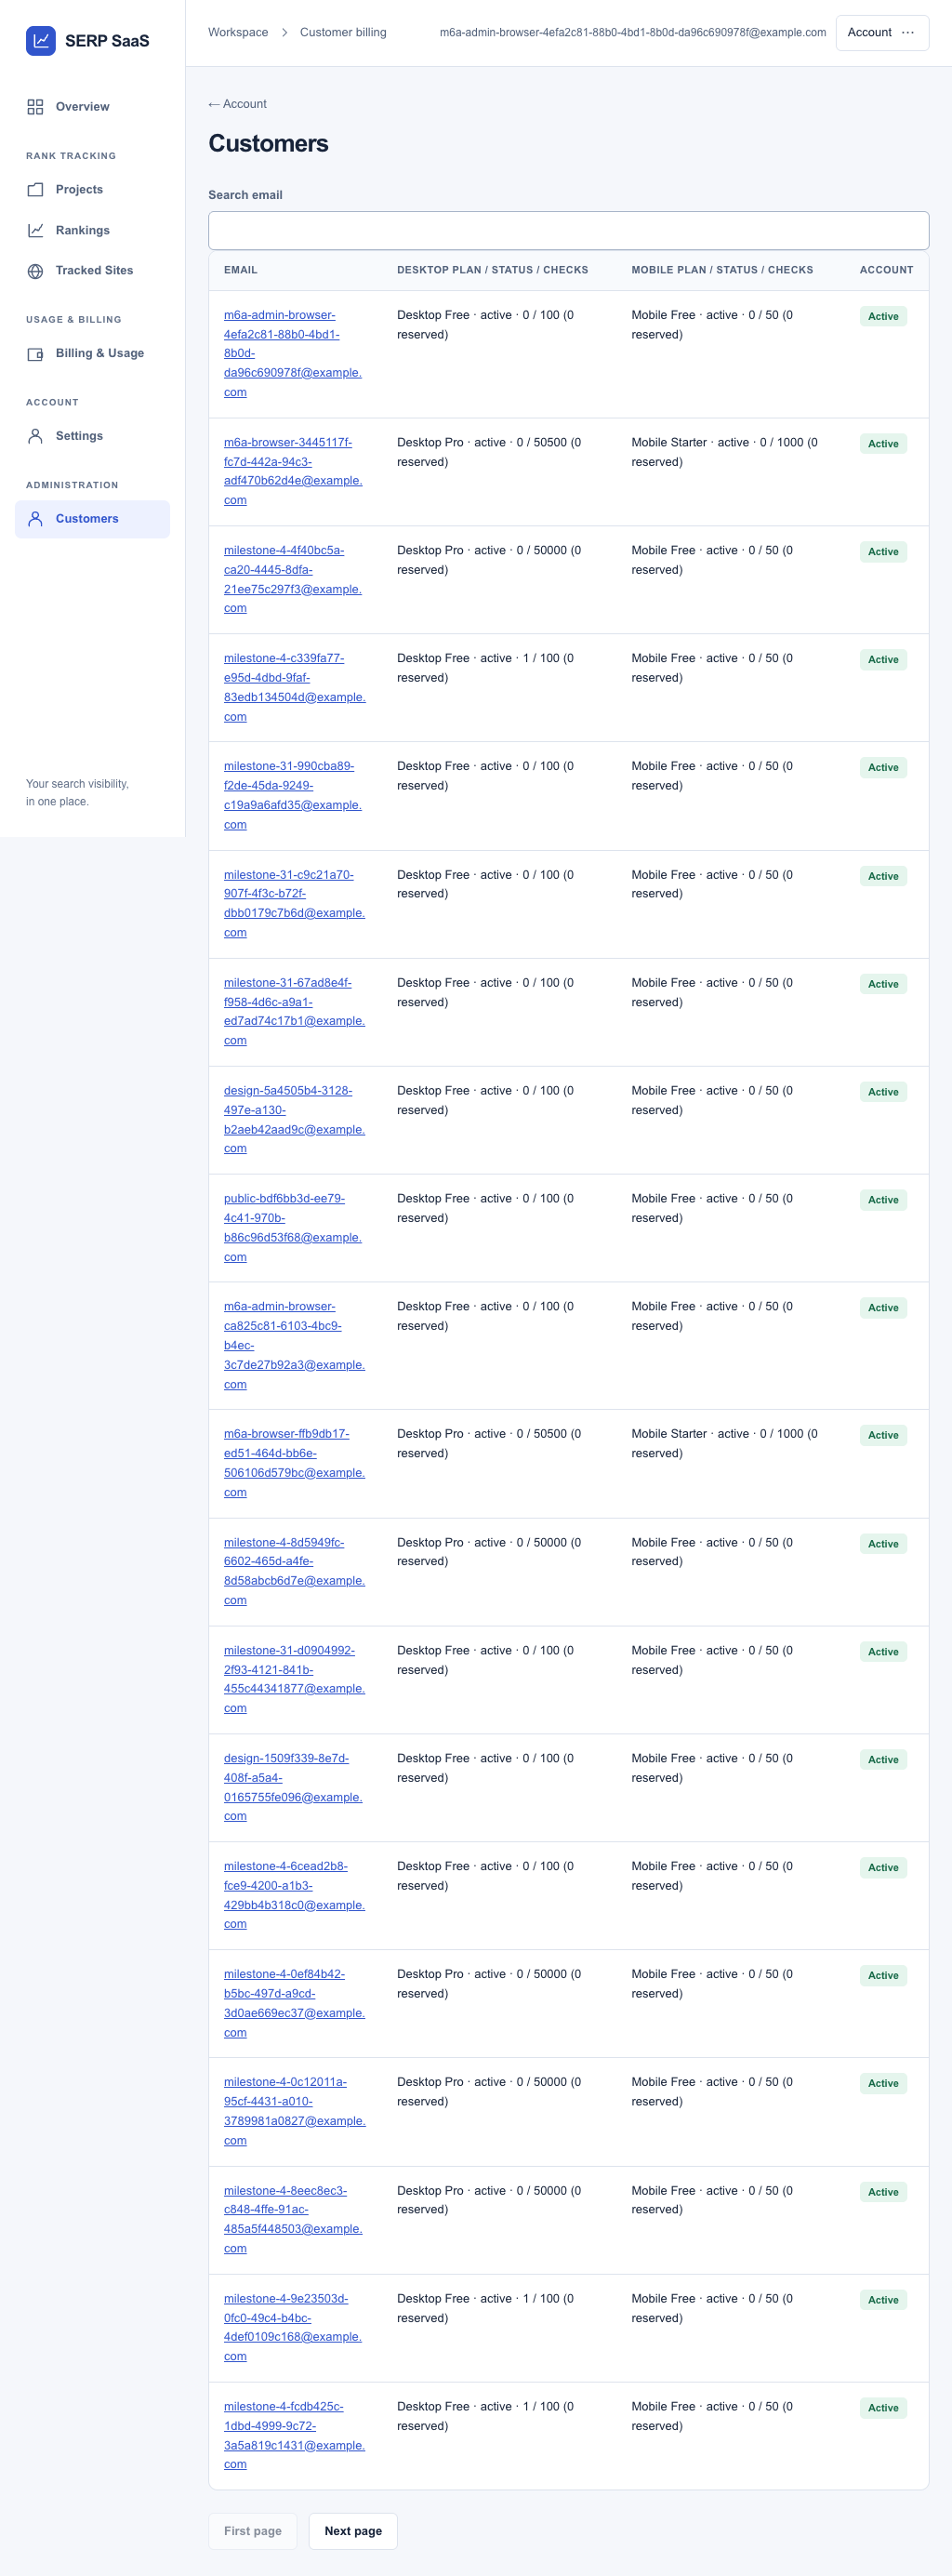 SERP SaaS
Overview
RANK TRACKING
Projects
Rankings
Tracked Sites
USAGE & BILLING
Billing & Usage
ACCOUNT
Settings
ADMINISTRATION
Customers
Your search visibility,
in one place.
Workspace > Customer billing
m6a-admin-browser-4efa2c81-88b0-4bd1-8b0d-da96c690978f@example.com
Account ···
← Account
Customers
Search email
EMAIL DESKTOP PLAN / STATUS / CHECKS MOBILE PLAN / STATUS / CHECKS ACCOUNT
m6a-admin-browser- Desktop Free · active · 0 / 100 (0 Mobile Free · active · 0 / 50 (0 Active
4efa2c81-88b0-4bd1- reserved) reserved)
8b0d-
da96c690978f@example.
com
m6a-browser-3445117f- Desktop Pro · active · 0 / 50500 (0 Mobile Starter · active · 0 / 1000 (0 Active
fc7d-442a-94c3- reserved) reserved)
adf470b62d4e@example.
com
milestone-4-4f40bc5a- Desktop Pro · active · 0 / 50000 (0 Mobile Free · active · 0 / 50 (0 Active
ca20-4445-8dfa- reserved) reserved)
21ee75c297f3@example.
com
milestone-4-c339fa77- Desktop Free · active · 1 / 100 (0 Mobile Free · active · 0 / 50 (0 Active
e95d-4dbd-9faf- reserved) reserved)
83edb134504d@example.
com
milestone-31-990cba89- Desktop Free · active · 0 / 100 (0 Mobile Free · active · 0 / 50 (0 Active
f2de-45da-9249- reserved) reserved)
c19a9a6afd35@example.
com
milestone-31-c9c21a70- Desktop Free · active · 0 / 100 (0 Mobile Free · active · 0 / 50 (0 Active
907f-4f3c-b72f- reserved) reserved)
dbb0179c7b6d@example.
com
milestone-31-67ad8e4f- Desktop Free · active · 0 / 100 (0 Mobile Free · active · 0 / 50 (0 Active
f958-4d6c-a9a1- reserved) reserved)
ed7ad74c17b1@example.
com
design-5a4505b4-3128- Desktop Free · active · 0 / 100 (0 Mobile Free · active · 0 / 50 (0 Active
497e-a130- reserved) reserved)
b2aeb42aad9c@example.
com
public-bdf6bb3d-ee79- Desktop Free · active · 0 / 100 (0 Mobile Free · active · 0 / 50 (0 Active
4c41-970b- reserved) reserved)
b86c96d53f68@example.
com
m6a-admin-browser- Desktop Free · active · 0 / 100 (0 Mobile Free · active · 0 / 50 (0 Active
ca825c81-6103-4bc9- reserved) reserved)
b4ec-
3c7de27b92a3@example.
com
m6a-browser-ffb9db17- Desktop Pro · active · 0 / 50500 (0 Mobile Starter · active · 0 / 1000 (0 Active
ed51-464d-bb6e- reserved) reserved)
506106d579bc@example.
com
milestone-4-8d5949fc- Desktop Pro · active · 0 / 50000 (0 Mobile Free · active · 0 / 50 (0 Active
6602-465d-a4fe- reserved) reserved)
8d58abcb6d7e@example.
com
milestone-31-d0904992- Desktop Free · active · 0 / 100 (0 Mobile Free · active · 0 / 50 (0 Active
2f93-4121-841b- reserved) reserved)
455c44341877@example.
com
design-1509f339-8e7d- Desktop Free · active · 0 / 100 (0 Mobile Free · active · 0 / 50 (0 Active
408f-a5a4- reserved) reserved)
0165755fe096@example.
com
milestone-4-6cead2b8- Desktop Free · active · 0 / 100 (0 Mobile Free · active · 0 / 50 (0 Active
fce9-4200-a1b3- reserved) reserved)
429bb4b318c0@example.
com
milestone-4-0ef84b42- Desktop Pro · active · 0 / 50000 (0 Mobile Free · active · 0 / 50 (0 Active
b5bc-497d-a9cd- reserved) reserved)
3d0ae669ec37@example.
com
milestone-4-0c12011a- Desktop Pro · active · 0 / 50000 (0 Mobile Free · active · 0 / 50 (0 Active
95cf-4431-a010- reserved) reserved)
3789981a0827@example.
com
milestone-4-8eec8ec3- Desktop Pro · active · 0 / 50000 (0 Mobile Free · active · 0 / 50 (0 Active
c848-4ffe-91ac- reserved) reserved)
485a5f448503@example.
com
milestone-4-9e23503d- Desktop Free · active · 1 / 100 (0 Mobile Free · active · 0 / 50 (0 Active
0fc0-49c4-b4bc- reserved) reserved)
4def0109c168@example.
com
milestone-4-fcdb425c- Desktop Free · active · 1 / 100 (0 Mobile Free · active · 0 / 50 (0 Active
1dbd-4999-9c72- reserved) reserved)
3a5a819c1431@example.
com
First page Next page